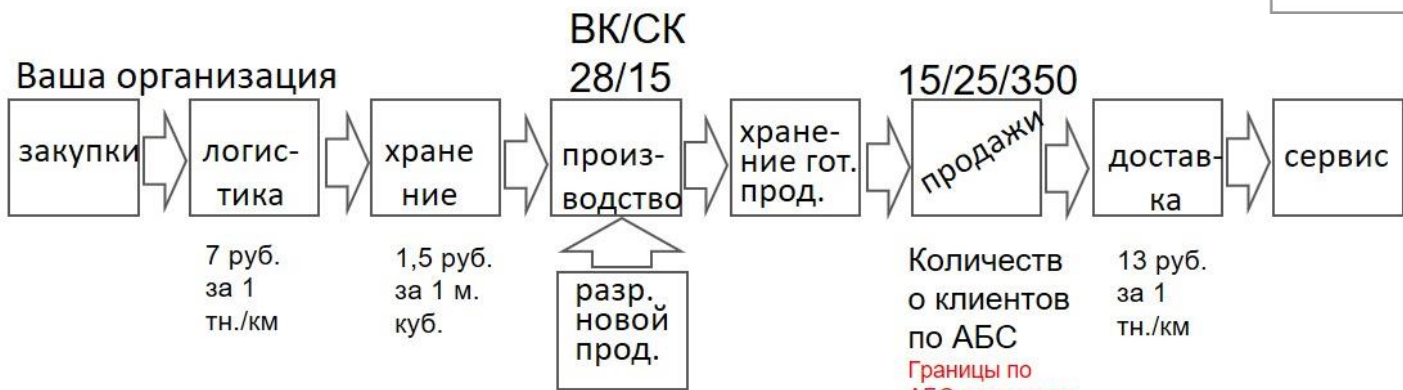 ВК/СК
28/15
Ваша организация
15/25/350
закупки
логис-
тика
хране
ние
произ-
водство
хране-
ние гот.
прод.
продажи
достав-
ка
сервис
7 руб.
за 1
тн./км
1,5 руб.
за 1 м.
куб.
разр.
новой
прод.
Количеств
о клиентов
по АБС
Границы по
13 руб.
за 1
тн./км